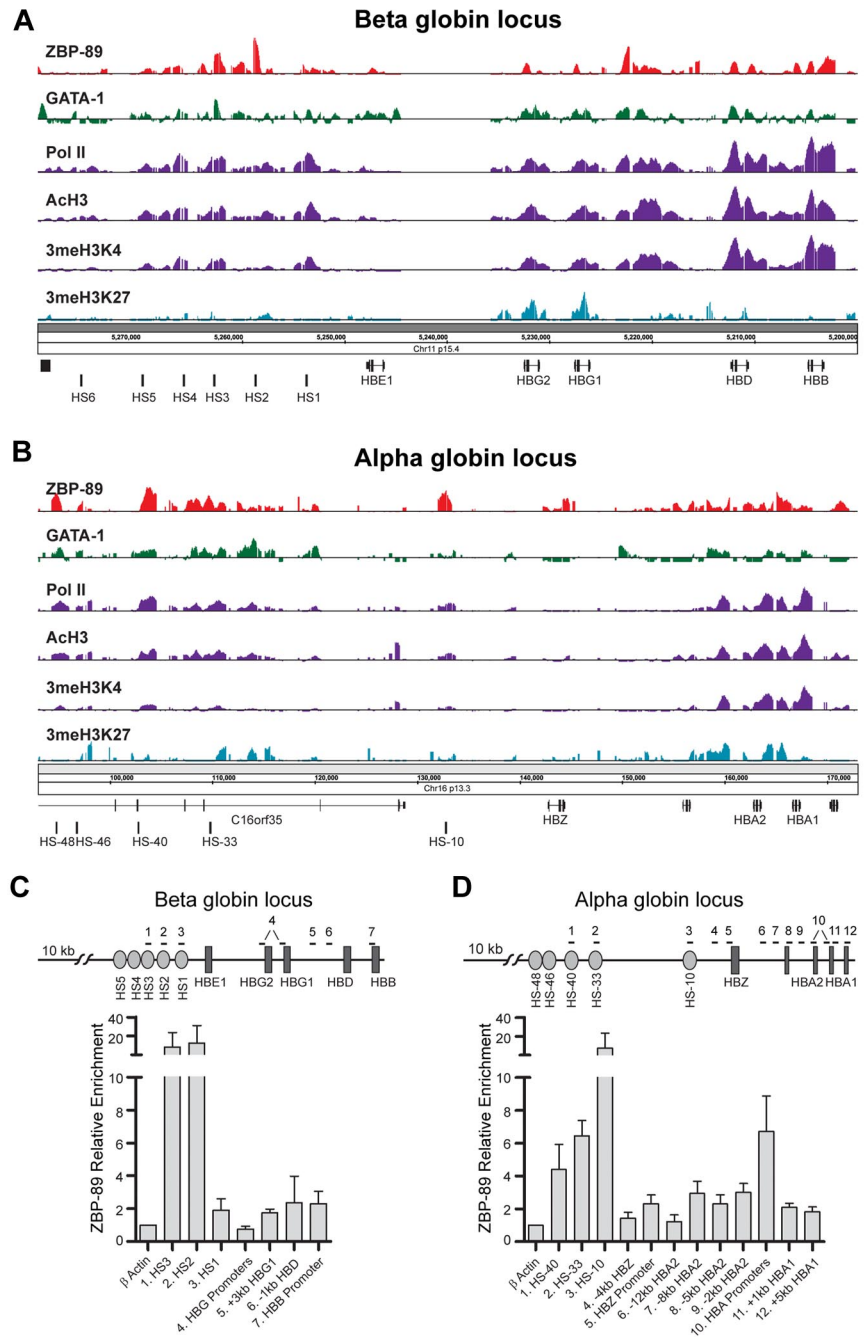 A
Beta globin locus
ZBP-89
GATA-1
Pol II
AcH3
3meH3K4
3meH3K27
5,270,000 5,260,000 5,250,000 5,240,000 5,230,000 5,220,000 5,210,000 5,200,000
Chr11 p15.4
HBE1 HBG2 HBG1 HBD HBB
HS6 HS5 HS4 HS3 HS2 HS1
B
Alpha globin locus
ZBP-89
GATA-1
Pol II
AcH3
3meH3K4
3meH3K27
100,000 110,000 120,000 130,000 140,000 150,000 160,000 170,000
Chr16 p13.3
C16orf35 HBZ HBA2 HBA1
HS-48 HS-46 HS-40 HS-33 HS-10
C
Beta globin locus
1 2 3 4 5 6 7
10 kb
HS5 HS4 HS3 HS2 HS1 HBE1 HBG2 HBG1 HBD HBB
ZBP-89 Relative Enrichment
40
20
10
8
6
4
2
0
β Actin
1. HS3
2. HS2
3. HS1
4. HBG Promoters
5. +3kb HBG1
6. -1kb HBD
7. HBB Promoter
D
Alpha globin locus
1 2 3 4 5 6 7 8 9 10 11 12
10 kb
HS-48 HS-46 HS-40 HS-33 HS-10 HBZ HBA2 HBA1
ZBP-89 Relative Enrichment
40
20
10
8
6
4
2
0
β Actin
1. HS-40
2. HS-33
3. HS-10
4. -4kb HBZ
5. HBZ Promoter
6. -12kb HBA2
7. -8kb HBA2
8. -5kb HBA2
9. -2kb HBA2
10. HBA Promoters
11. +1kb HBA1
12. +5kb HBA1